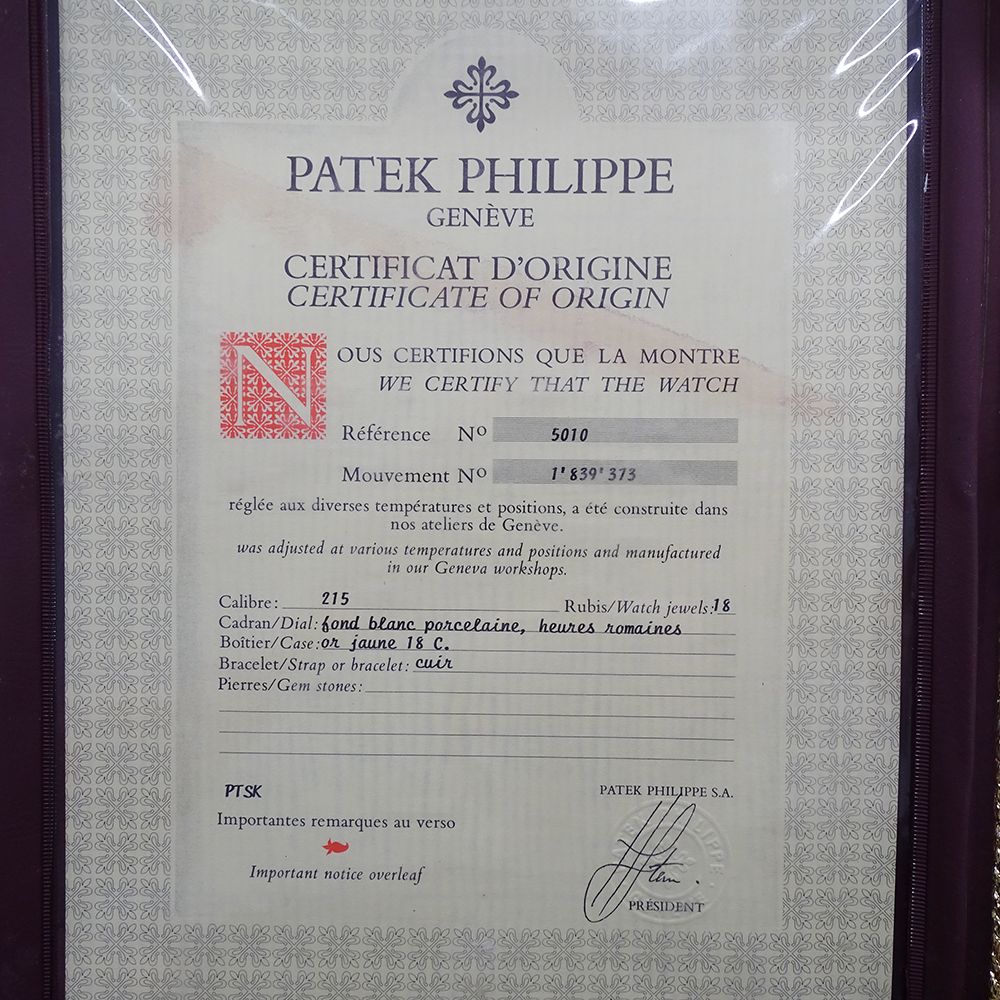 PATEK PHILIPPE
GENÈVE
CERTIFICAT D'ORIGINE
CERTIFICATE OF ORIGIN
NOUS CERTIFIONS QUE LA MONTRE
WE CERTIFY THAT THE WATCH
Référence Nº 5010
Mouvement Nº 1'839'373
réglée aux diverses températures et positions, a été construite dans
nos ateliers de Genève.
was adjusted at various temperatures and positions and manufactured
in our Geneva workshops.
Calibre: 215 Rubis/Watch jewels: 18
Cadran/Dial: fond blanc porcelaine, heures romaines
Boîtier/Case: or jaune 18 C.
Bracelet/Strap or bracelet: cuir
Pierres/Gem stones:
PTSK PATEK PHILIPPE S.A.
Importantes remarques au verso
Important notice overleaf
PRÉSIDENT